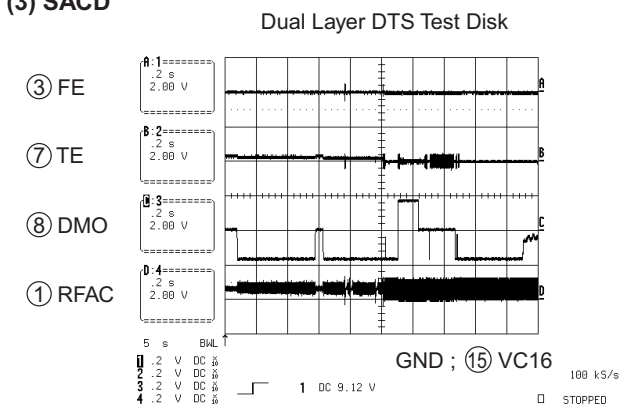 (3) SACD
Dual Layer DTS Test Disk
A:1
.2 s
2.00 V
A
③ FE
B:2
.2 s
2.00 V
B
⑦ TE
3
.2 s
2.00 V
C
⑧ DMO
D:4
.2 s
2.00 V
D
① RFAC
5 s BWL
1 .2 V DC
2 .2 V DC
3 .2 V DC
4 .2 V DC
1 DC 9.12 V
GND ; ⑮ VC16
100 kS/s
STOPPED